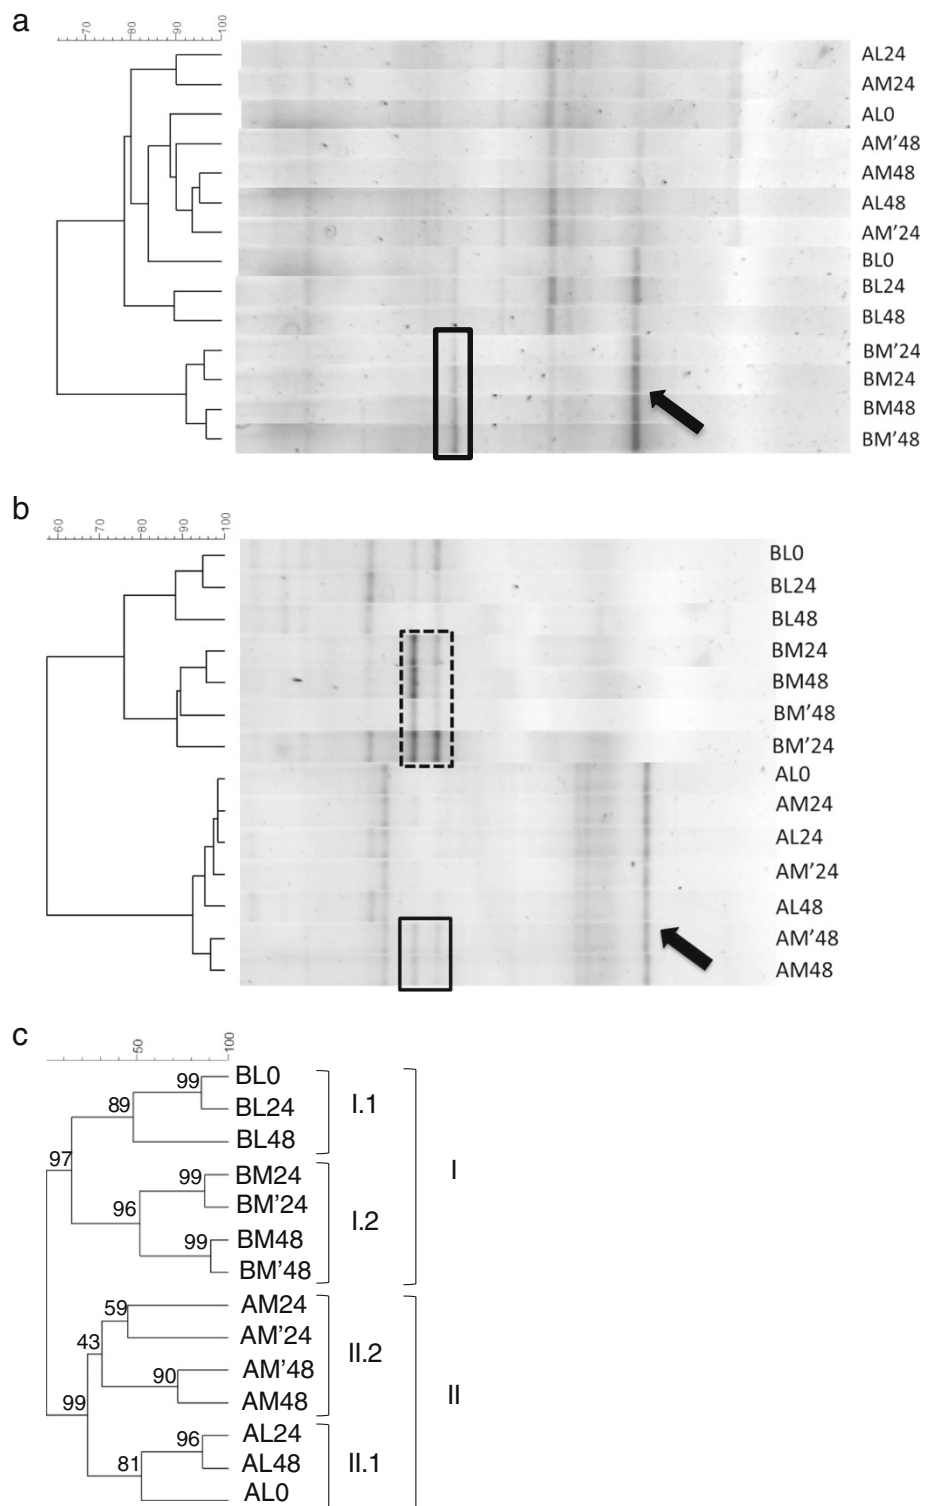 a
70 80 90 100
AL24
AM24
AL0
AM'48
AM48
AL48
AM'24
BL0
BL24
BL48
BM'24
BM24
BM48
BM'48
b
60 70 80 90 100
BL0
BL24
BL48
BM24
BM48
BM'48
BM'24
AL0
AM24
AL24
AM'24
AL48
AM'48
AM48
c
50 100
99 BL0
89 BL24 I.1
BL48
97 I
99 BM24
BM'24
96 I.2
99 BM48
BM'48
59 AM24
43 AM'24
II.2
90 AM'48
99 AM48 II
96 AL24
81 AL48 II.1
AL0